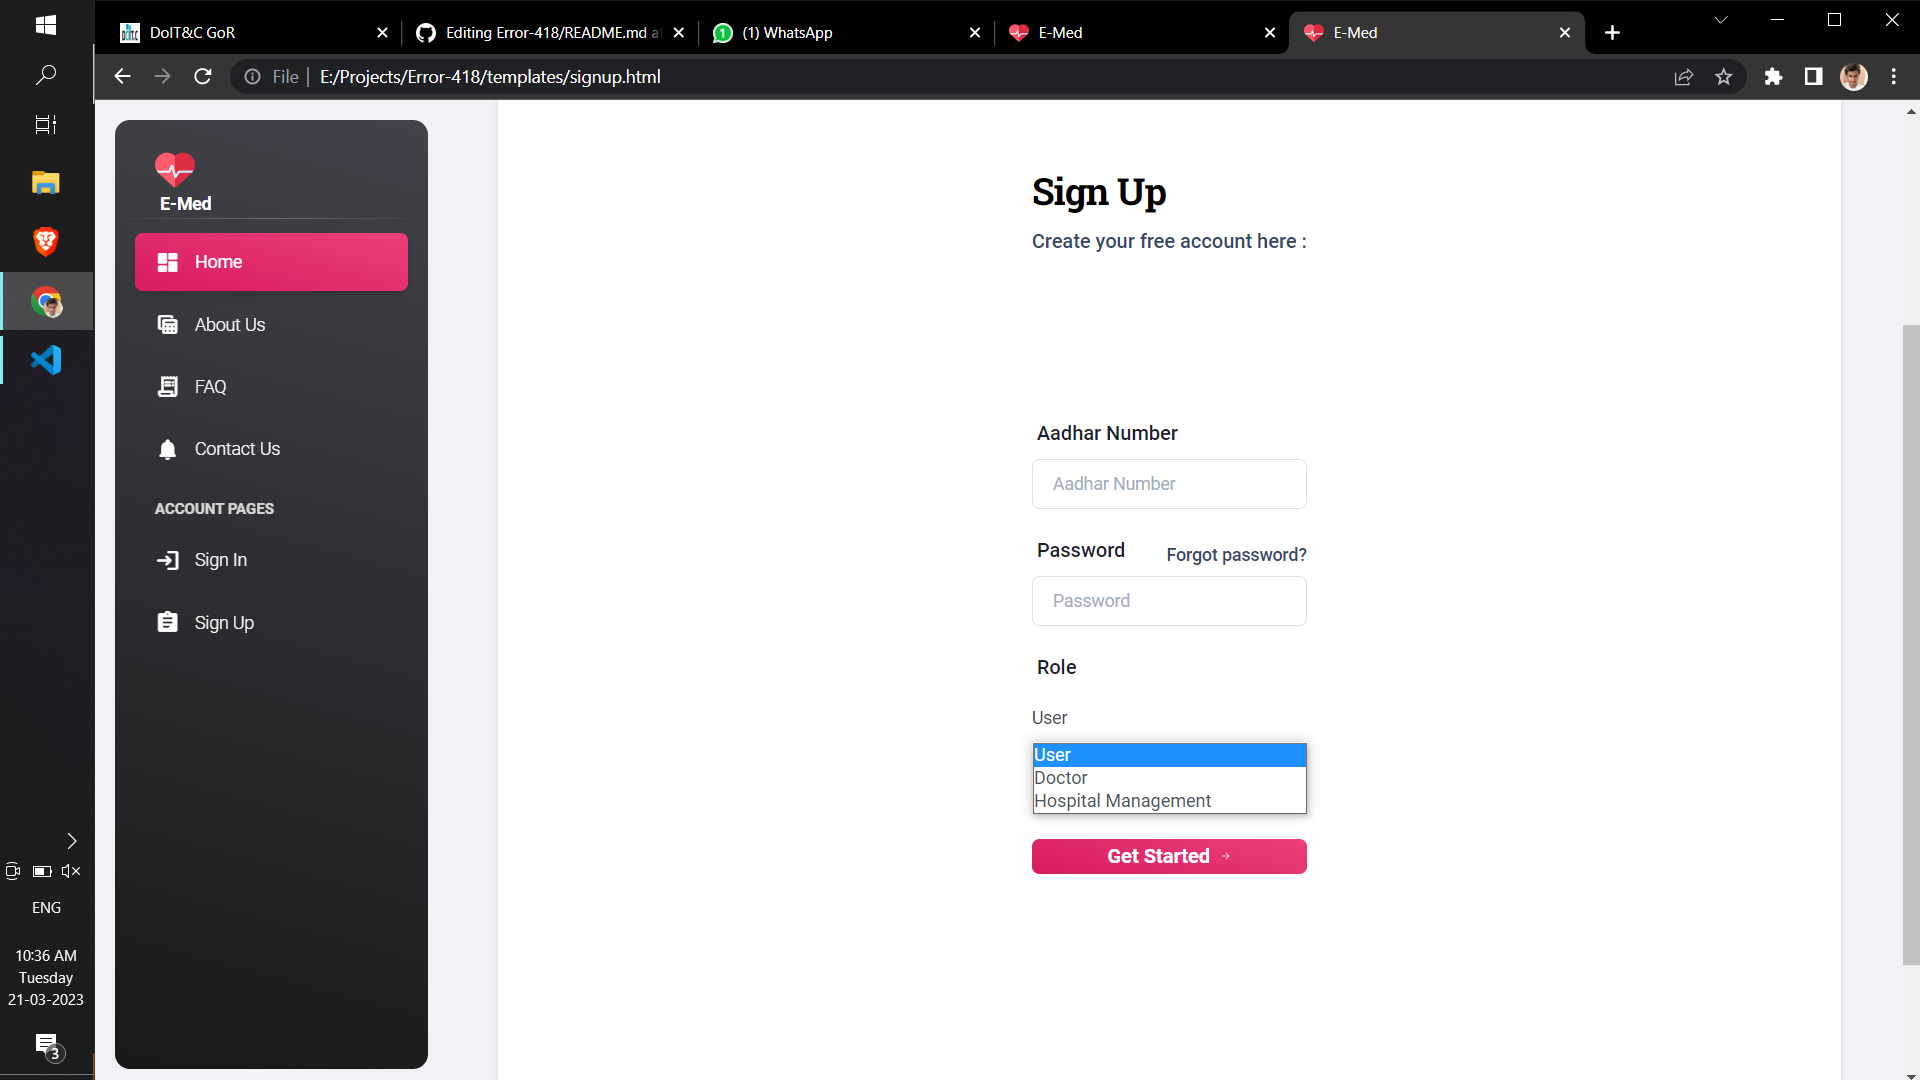 DoIT&C GoR
Editing Error-418/README.md a
(1) WhatsApp
E-Med
E-Med
File
E:/Projects/Error-418/templates/signup.html
E-Med
Home
About Us
FAQ
Contact Us
ACCOUNT PAGES
Sign In
Sign Up
Sign Up
Create your free account here :
Aadhar Number
Aadhar Number
Password
Forgot password?
Password
Role
User
User
Doctor
Hospital Management
Get Started
ENG
10:36 AM
Tuesday
21-03-2023
3